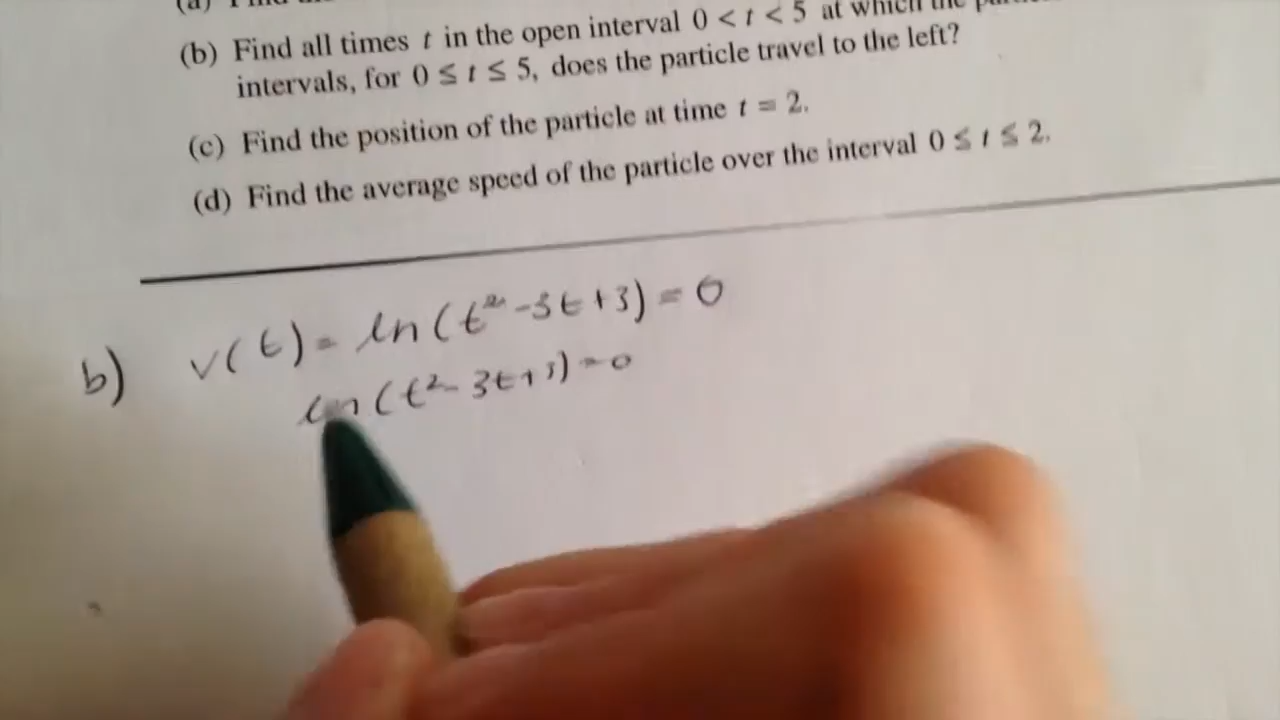 (a)
(b) Find all times t in the open interval 0 < t < 5 at which the
intervals, for 0 ≤ t ≤ 5, does the particle travel to the left?
(c) Find the position of the particle at time t = 2.
(d) Find the average speed of the particle over the interval 0 ≤ t ≤ 2.
b) v(t) = ln(t²-3t+3) = 0
ln(t²-3t+3)=0